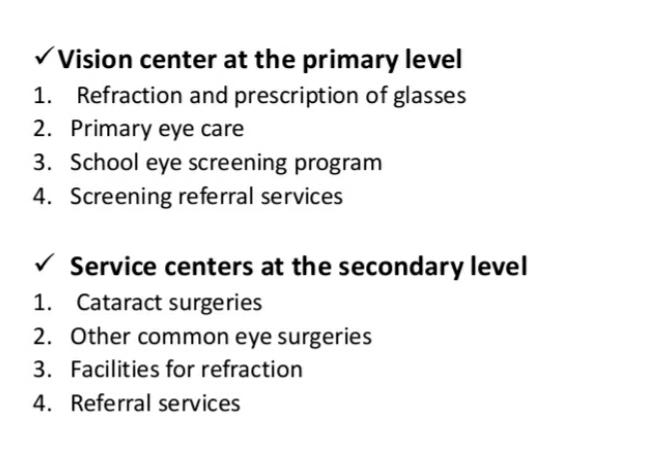 ✓ Vision center at the primary level
1. Refraction and prescription of glasses
2. Primary eye care
3. School eye screening program
4. Screening referral services
✓ Service centers at the secondary level
1. Cataract surgeries
2. Other common eye surgeries
3. Facilities for refraction
4. Referral services